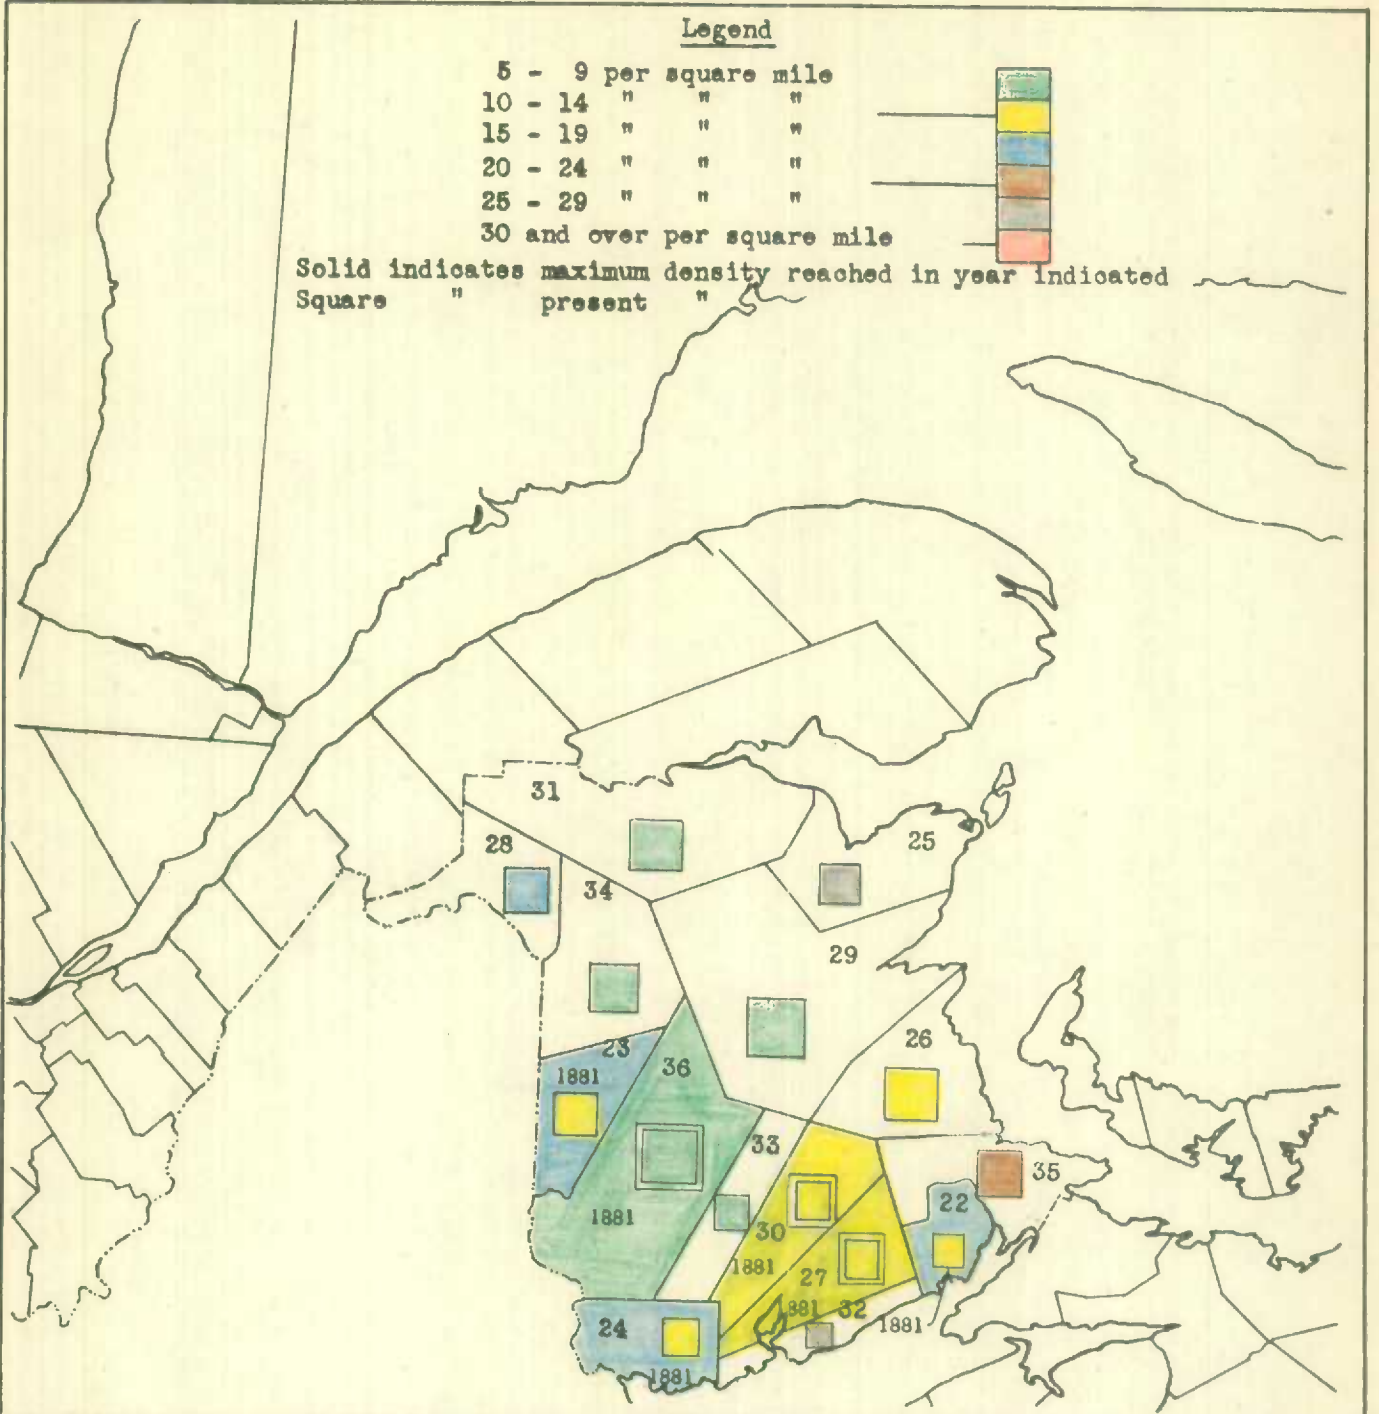 Legend
5 - 9 per square mile
10 - 14 " " "
15 - 19 " " "
20 - 24 " " "
25 - 29 " " "
30 and over per square mile
Solid indicates maximum density reached in year indicated
Square " present "
31
25
28
34
29
23
1881
36
26
33
35
22
1881
30
1881
27
1881
32
1881
24
1881